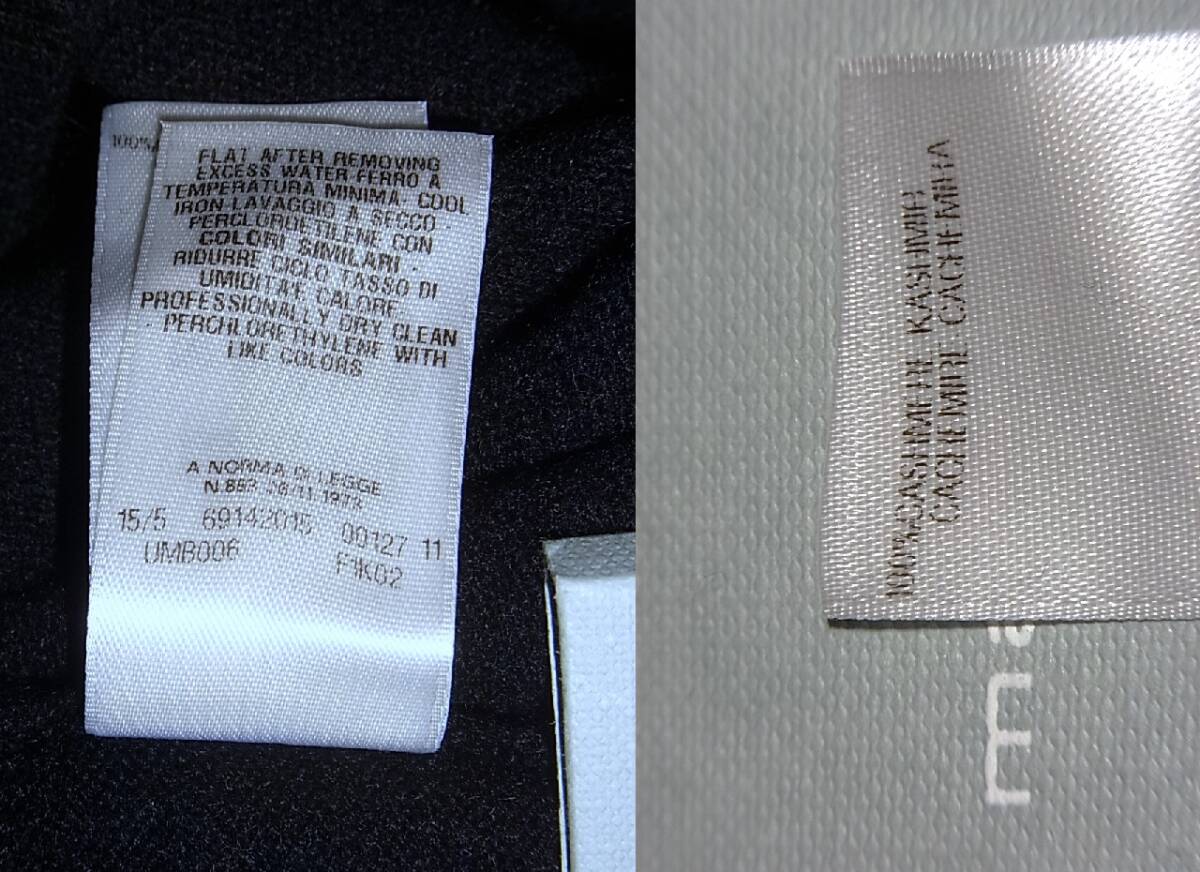 100%
FLAT AFTER REMOVING
EXCESS WATER-FERRO A
TEMPERATURA MINIMA. COOL
IRON-LAVAGGIO A SECCO
PERCLOROETILENE CON
COLORI SIMILARI .
RIDURRE CICLO, TASSO DI
UMIDITA'E CALORE.
PROFESSIONALLY DRY CLEAN
PERCHLORETHYLENE WITH
LIKE COLORS
A NORMA DI LEGGE
N.883 26/11.1973
15/5 69142015 00127 11
UMB006 F1K02
100%CASHMERE KASHMIR
CACHEMIRE CACHEMIRA